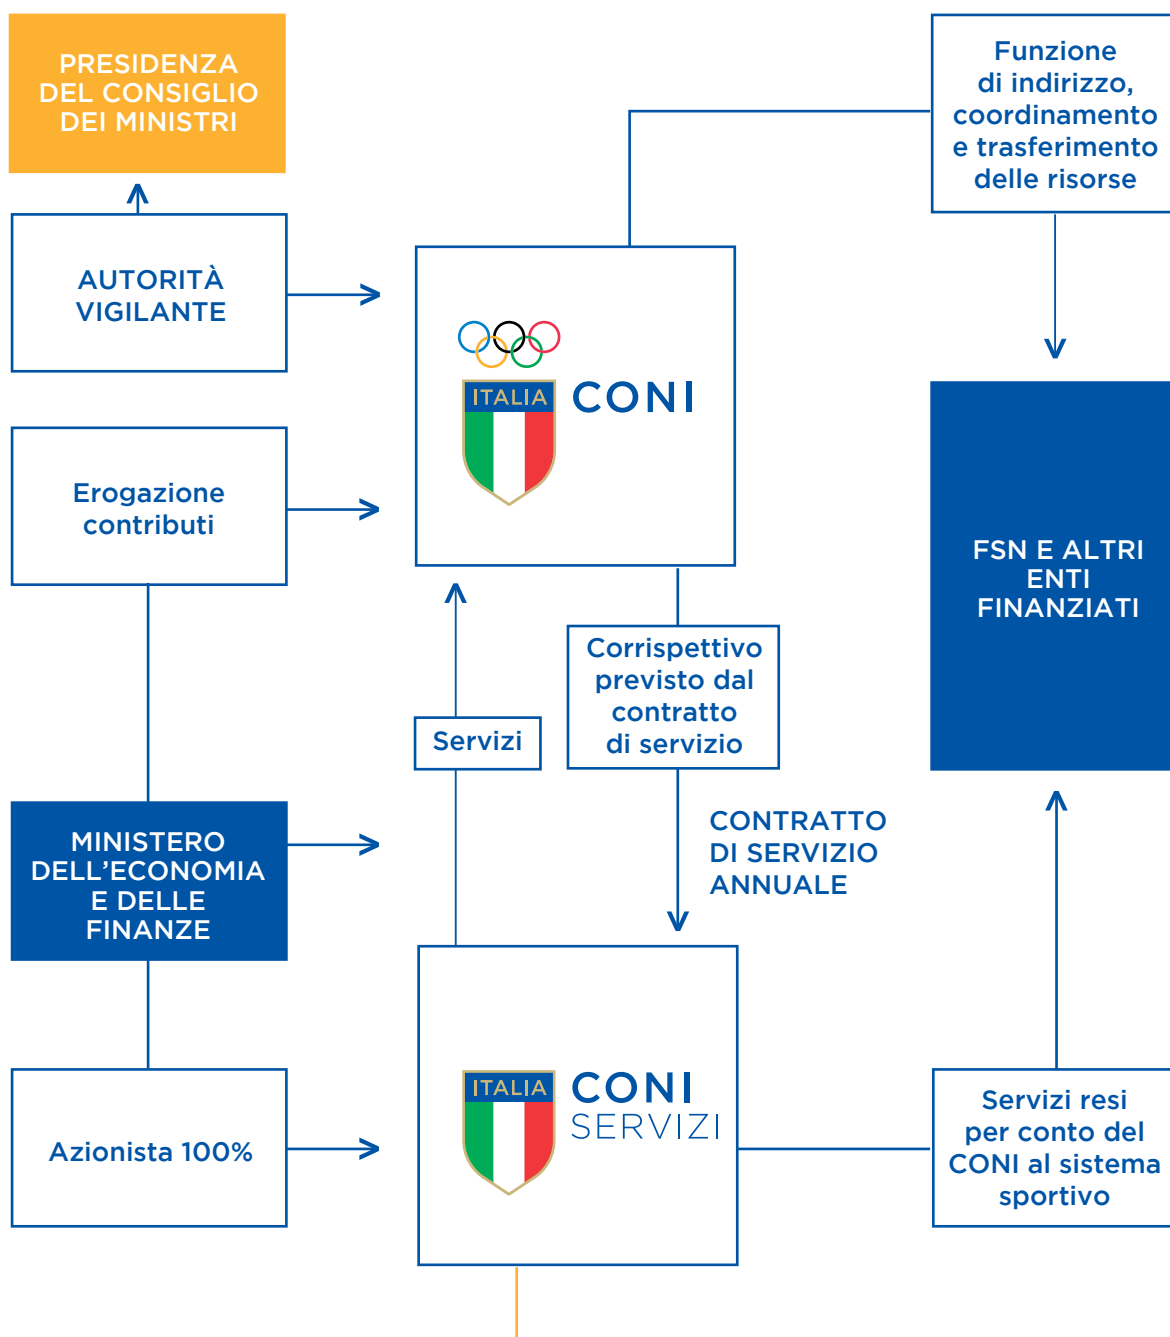 PRESIDENZA
DEL CONSIGLIO
DEI MINISTRI
Funzione
di indirizzo,
coordinamento
e trasferimento
delle risorse
AUTORITÀ
VIGILANTE
ITALIA
CONI
Erogazione
contributi
FSN E ALTRI
ENTI
FINANZIATI
Corrispettivo
previsto dal
contratto
di servizio
Servizi
MINISTERO
DELL’ECONOMIA
E DELLE
FINANZE
CONTRATTO
DI SERVIZIO
ANNUALE
Azionista 100%
ITALIA
CONI
SERVIZI
Servizi resi
per conto del
CONI al sistema
sportivo